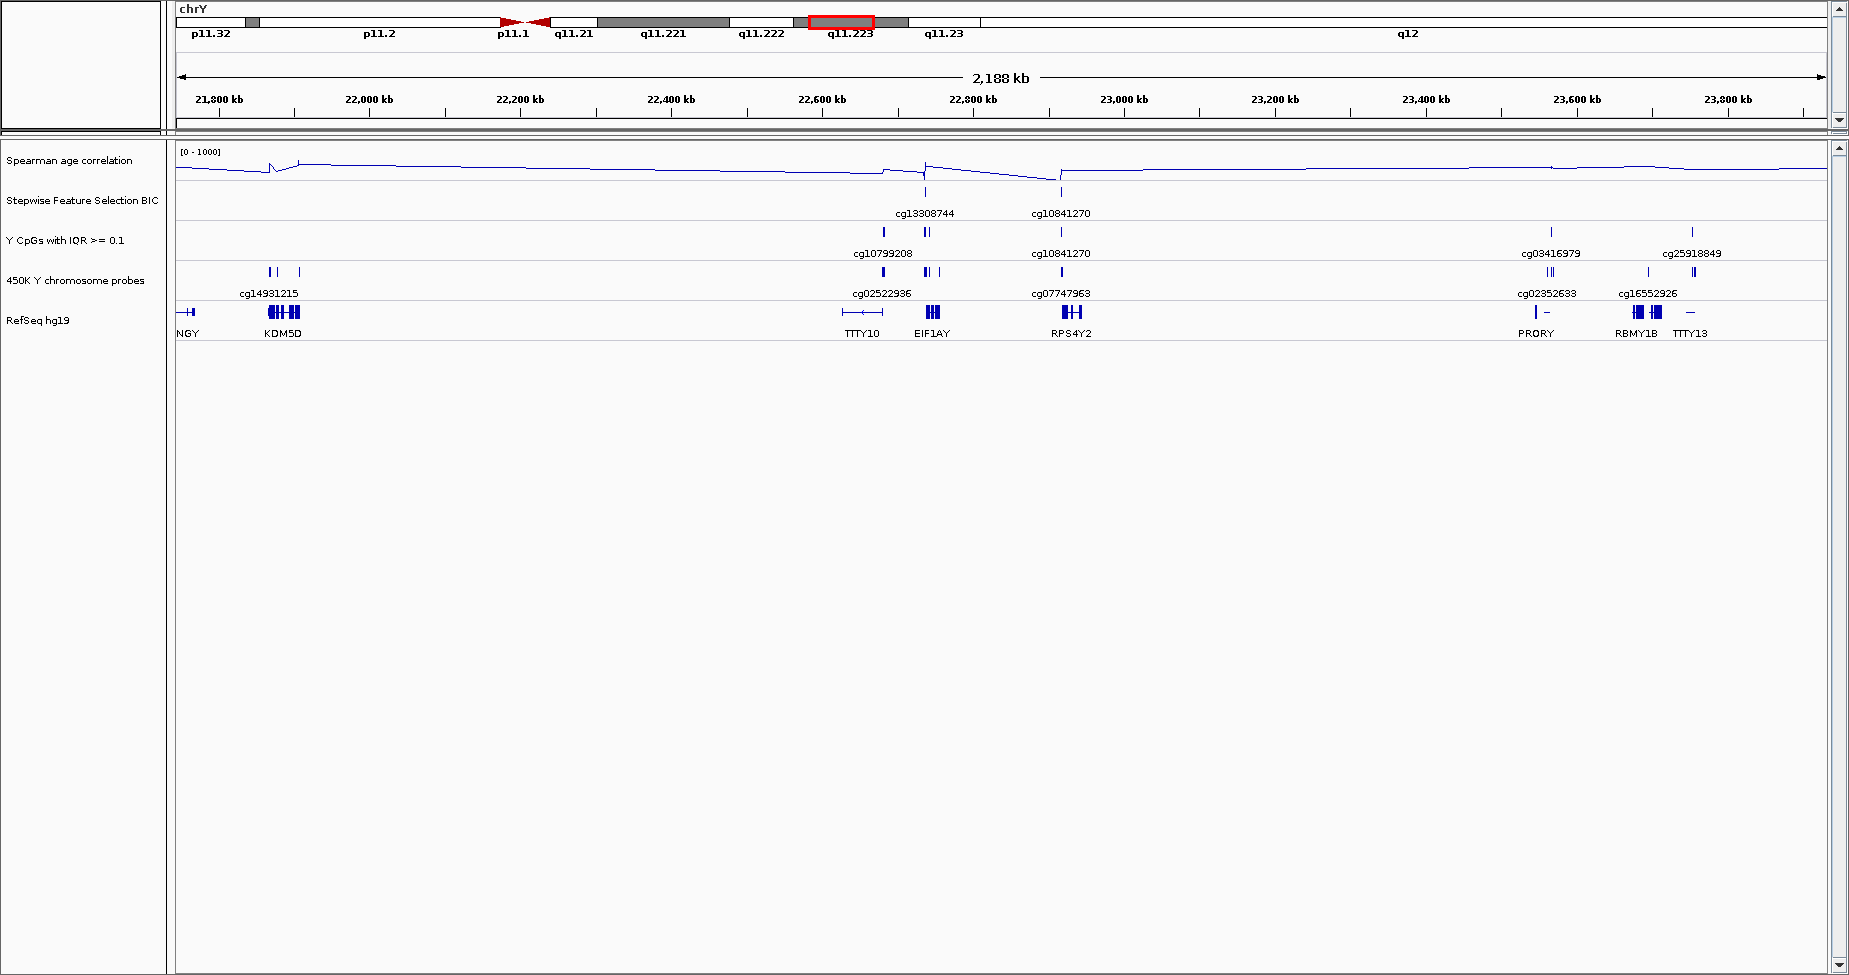 chrY
p11.32 p11.2 p11.1 q11.21 q11.221 q11.222 q11.223 q11.23 q12
2,188 kb
21,800 kb 22,000 kb 22,200 kb 22,400 kb 22,600 kb 22,800 kb 23,000 kb 23,200 kb 23,400 kb 23,600 kb 23,800 kb
[0 - 1000]
Spearman age correlation
Stepwise Feature Selection BIC
cg13308744 cg10841270
Y CpGs with IQR >= 0.1
cg10799208 cg10841270 cg03416979 cg25918849
450K Y chromosome probes
cg14931215 cg02522936 cg07747963 cg02352633 cg16552926
RefSeq hg19
NGY KDM5D TTTY10 EIF1AY RPS4Y2 PRORY RBMY1B TTTY13